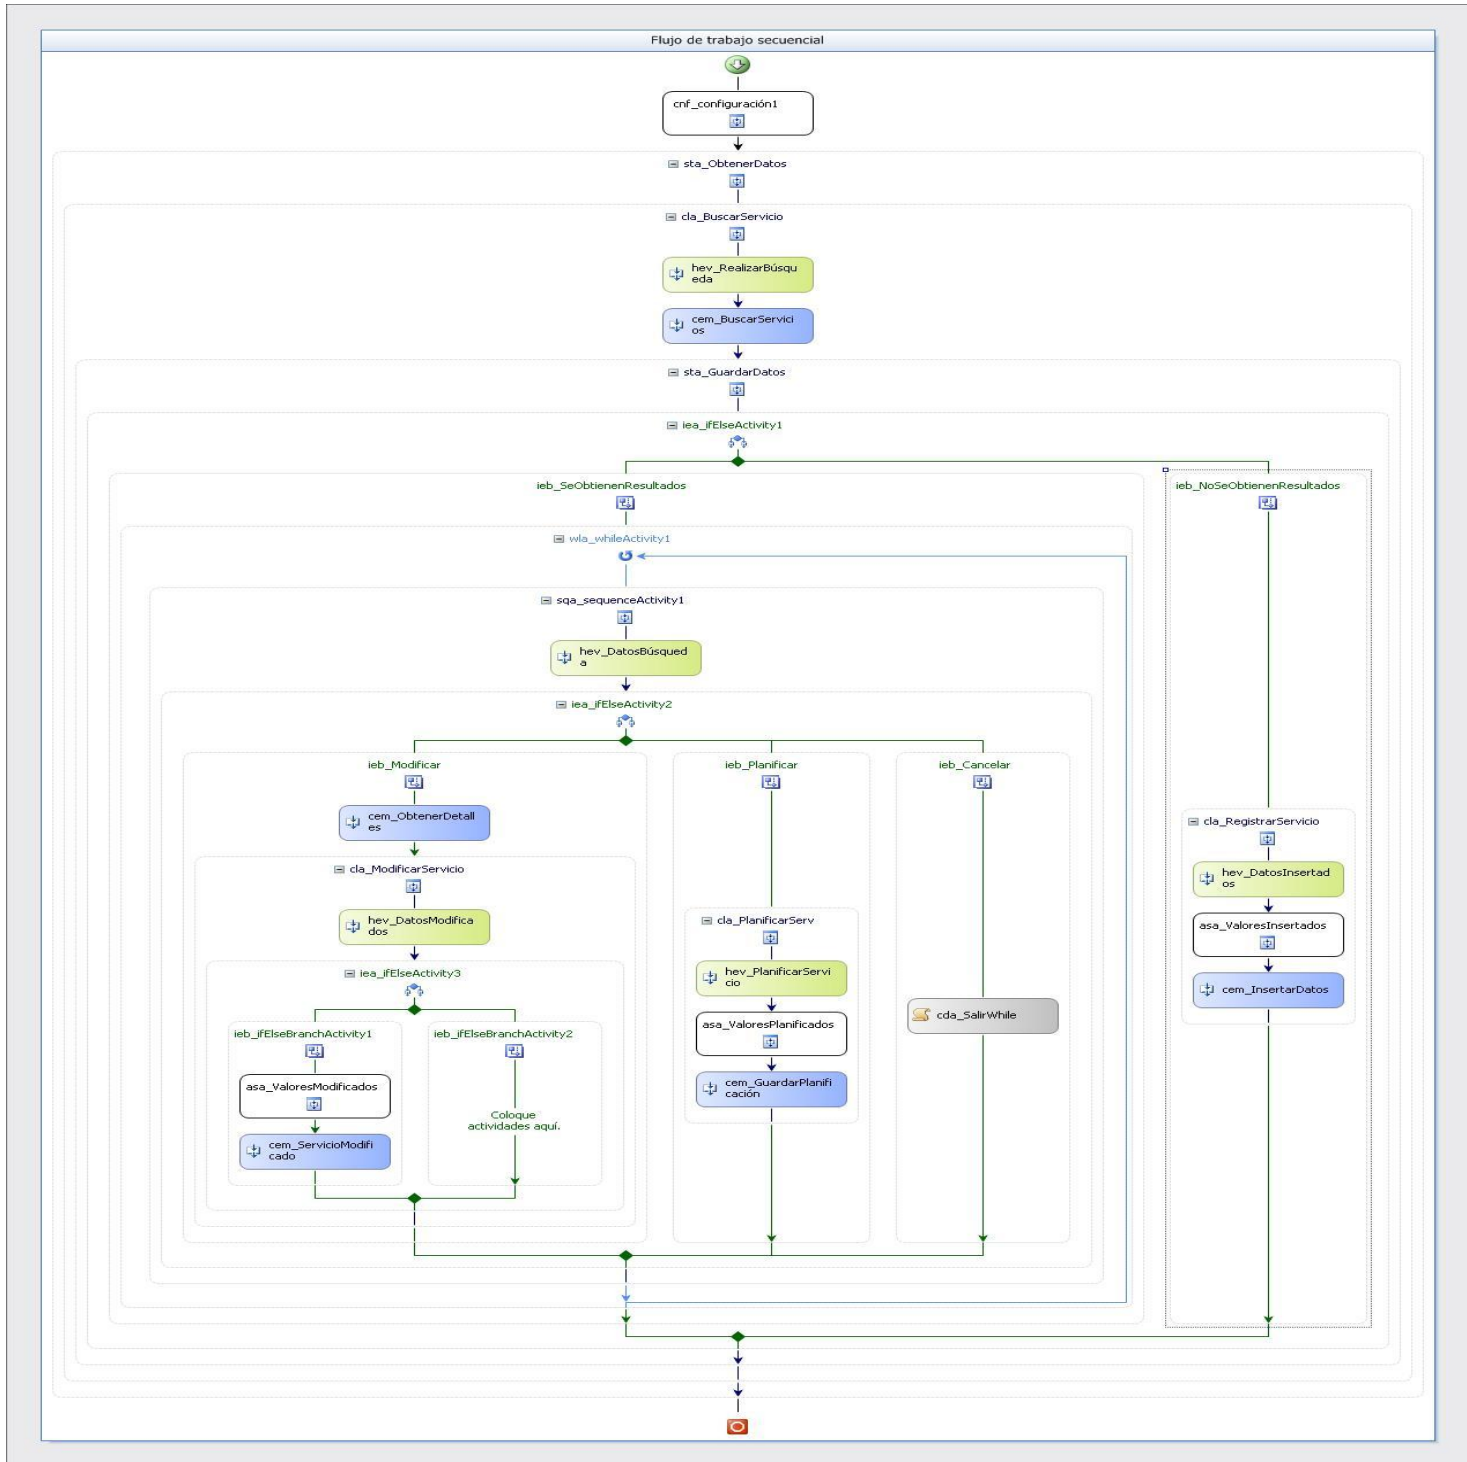 Flujo de trabajo secuencial
cnf_configuración1
sta_ObtenerDatos
cla_BuscarServicio
hev_RealizarBúsqu
eda
cem_BuscarServici
os
sta_GuardarDatos
iea_ifElseActivity1
ieb_SeObtienenResultados
ieb_NoSeObtienenResultados
wla_whileActivity1
sqa_sequenceActivity1
hev_DatosBúsqued
a
iea_ifElseActivity2
ieb_Modificar
ieb_Planificar
ieb_Cancelar
cem_ObtenerDetall
es
cla_ModificarServicio
hev_DatosModifica
dos
iea_ifElseActivity3
ieb_ifElseBranchActivity1
ieb_ifElseBranchActivity2
asa_ValoresModificados
cem_ServicioModifi
cado
Coloque
actividades aquí.
cla_PlanificarServ
hev_PlanificarServi
cio
asa_ValoresPlanificados
cem_GuardarPlanifi
cación
cda_SalirWhile
cla_RegistrarServicio
hev_DatosInsertad
os
asa_ValoresInsertados
cem_InsertarDatos